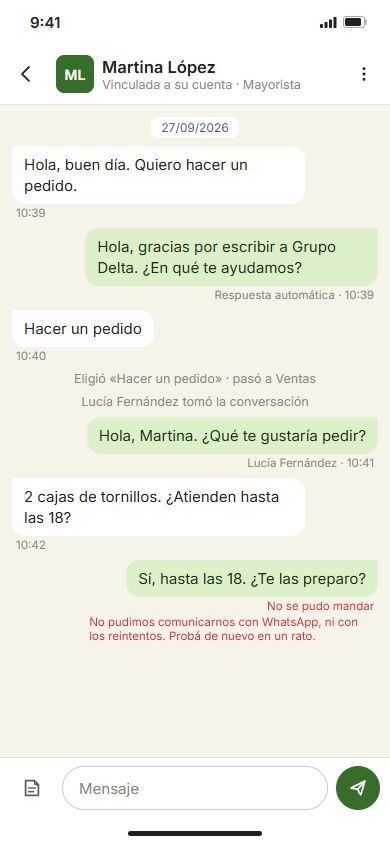 9:41
ML
Martina López
Vinculada a su cuenta · Mayorista
27/09/2026
Hola, buen día. Quiero hacer un
pedido.
10:39
Hola, gracias por escribir a Grupo
Delta. ¿En qué te ayudamos?
Respuesta automática · 10:39
Hacer un pedido
10:40
Eligió «Hacer un pedido» · pasó a Ventas
Lucía Fernández tomó la conversación
Hola, Martina. ¿Qué te gustaría pedir?
Lucía Fernández · 10:41
2 cajas de tornillos. ¿Atienden hasta
las 18?
10:42
Sí, hasta las 18. ¿Te las preparo?
No se pudo mandar
No pudimos comunicarnos con WhatsApp, ni con
los reintentos. Probá de nuevo en un rato.
Mensaje